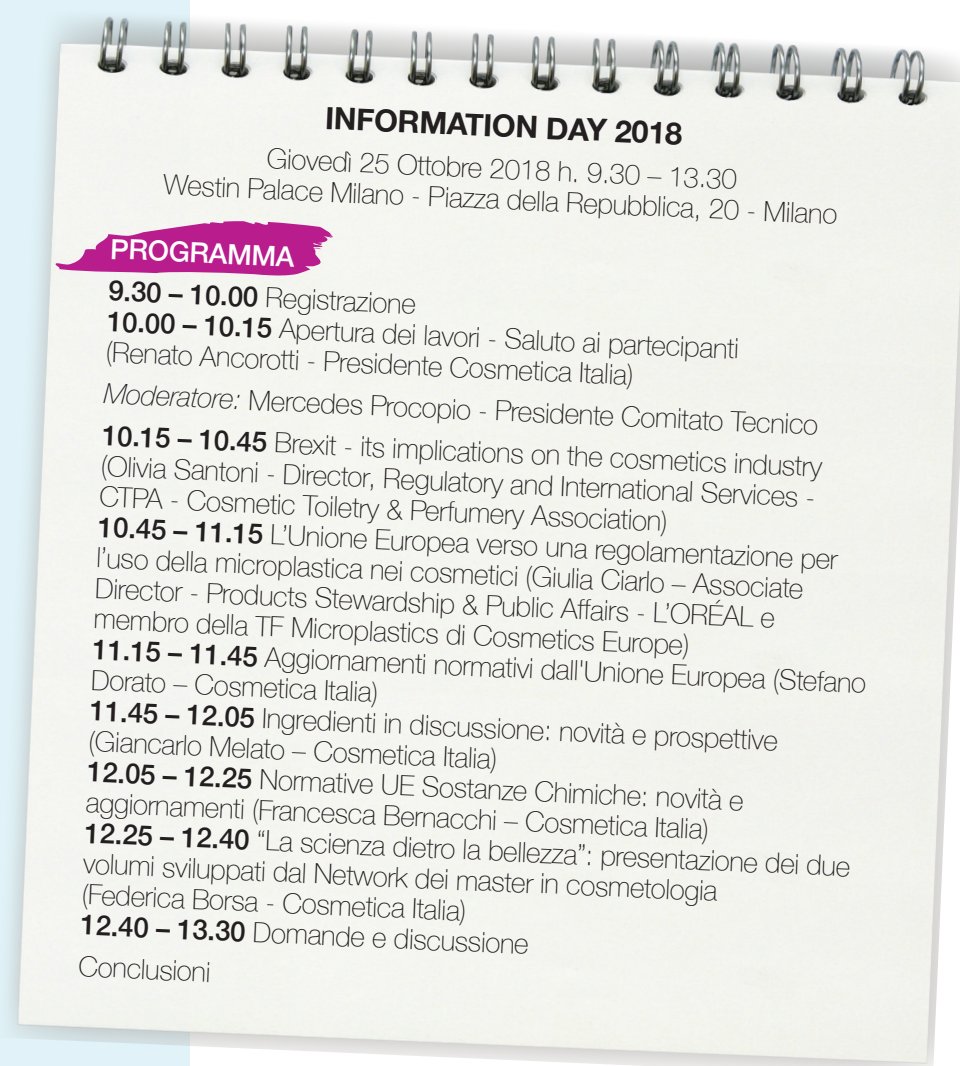 INFORMATION DAY 2018
Giovedì 25 Ottobre 2018 h. 9.30 – 13.30
Westin Palace Milano - Piazza della Repubblica, 20 - Milano
PROGRAMMA
9.30 – 10.00 Registrazione
10.00 – 10.15 Apertura dei lavori - Saluto ai partecipanti
(Renato Ancorotti - Presidente Cosmetica Italia)
Moderatore: Mercedes Procopio - Presidente Comitato Tecnico
10.15 – 10.45 Brexit - its implications on the cosmetics industry
(Olivia Santoni - Director, Regulatory and International Services -
CTPA - Cosmetic Toiletry & Perfumery Association)
10.45 – 11.15 L'Unione Europea verso una regolamentazione per
l'uso della microplastica nei cosmetici (Giulia Ciarlo – Associate
Director - Products Stewardship & Public Affairs - L'ORÉAL e
membro della TF Microplastics di Cosmetics Europe)
11.15 – 11.45 Aggiornamenti normativi dall'Unione Europea (Stefano
Dorato – Cosmetica Italia)
11.45 – 12.05 Ingredienti in discussione: novità e prospettive
(Giancarlo Melato – Cosmetica Italia)
12.05 – 12.25 Normative UE Sostanze Chimiche: novità e
aggiornamenti (Francesca Bernacchi – Cosmetica Italia)
12.25 – 12.40 “La scienza dietro la bellezza”: presentazione dei due
volumi sviluppati dal Network dei master in cosmetologia
(Federica Borsa - Cosmetica Italia)
12.40 – 13.30 Domande e discussione
Conclusioni